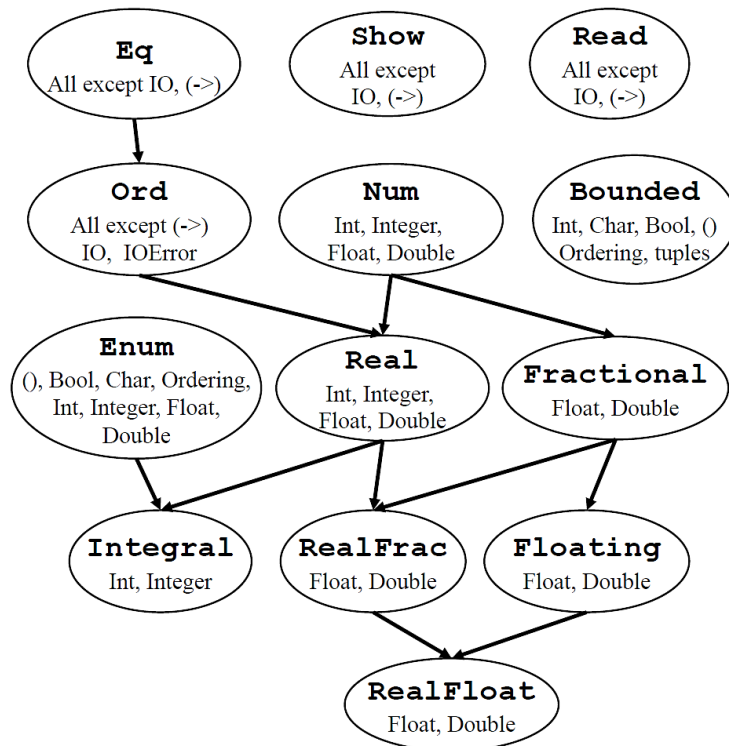 Eq
All except IO, (->)
Show
All except
IO, (->)
Read
All except
IO, (->)
Ord
All except (->)
IO, IOError
Num
Int, Integer,
Float, Double
Bounded
Int, Char, Bool, ()
Ordering, tuples
Enum
(), Bool, Char, Ordering,
Int, Integer, Float,
Double
Real
Int, Integer,
Float, Double
Fractional
Float, Double
Integral
Int, Integer
RealFrac
Float, Double
Floating
Float, Double
RealFloat
Float, Double